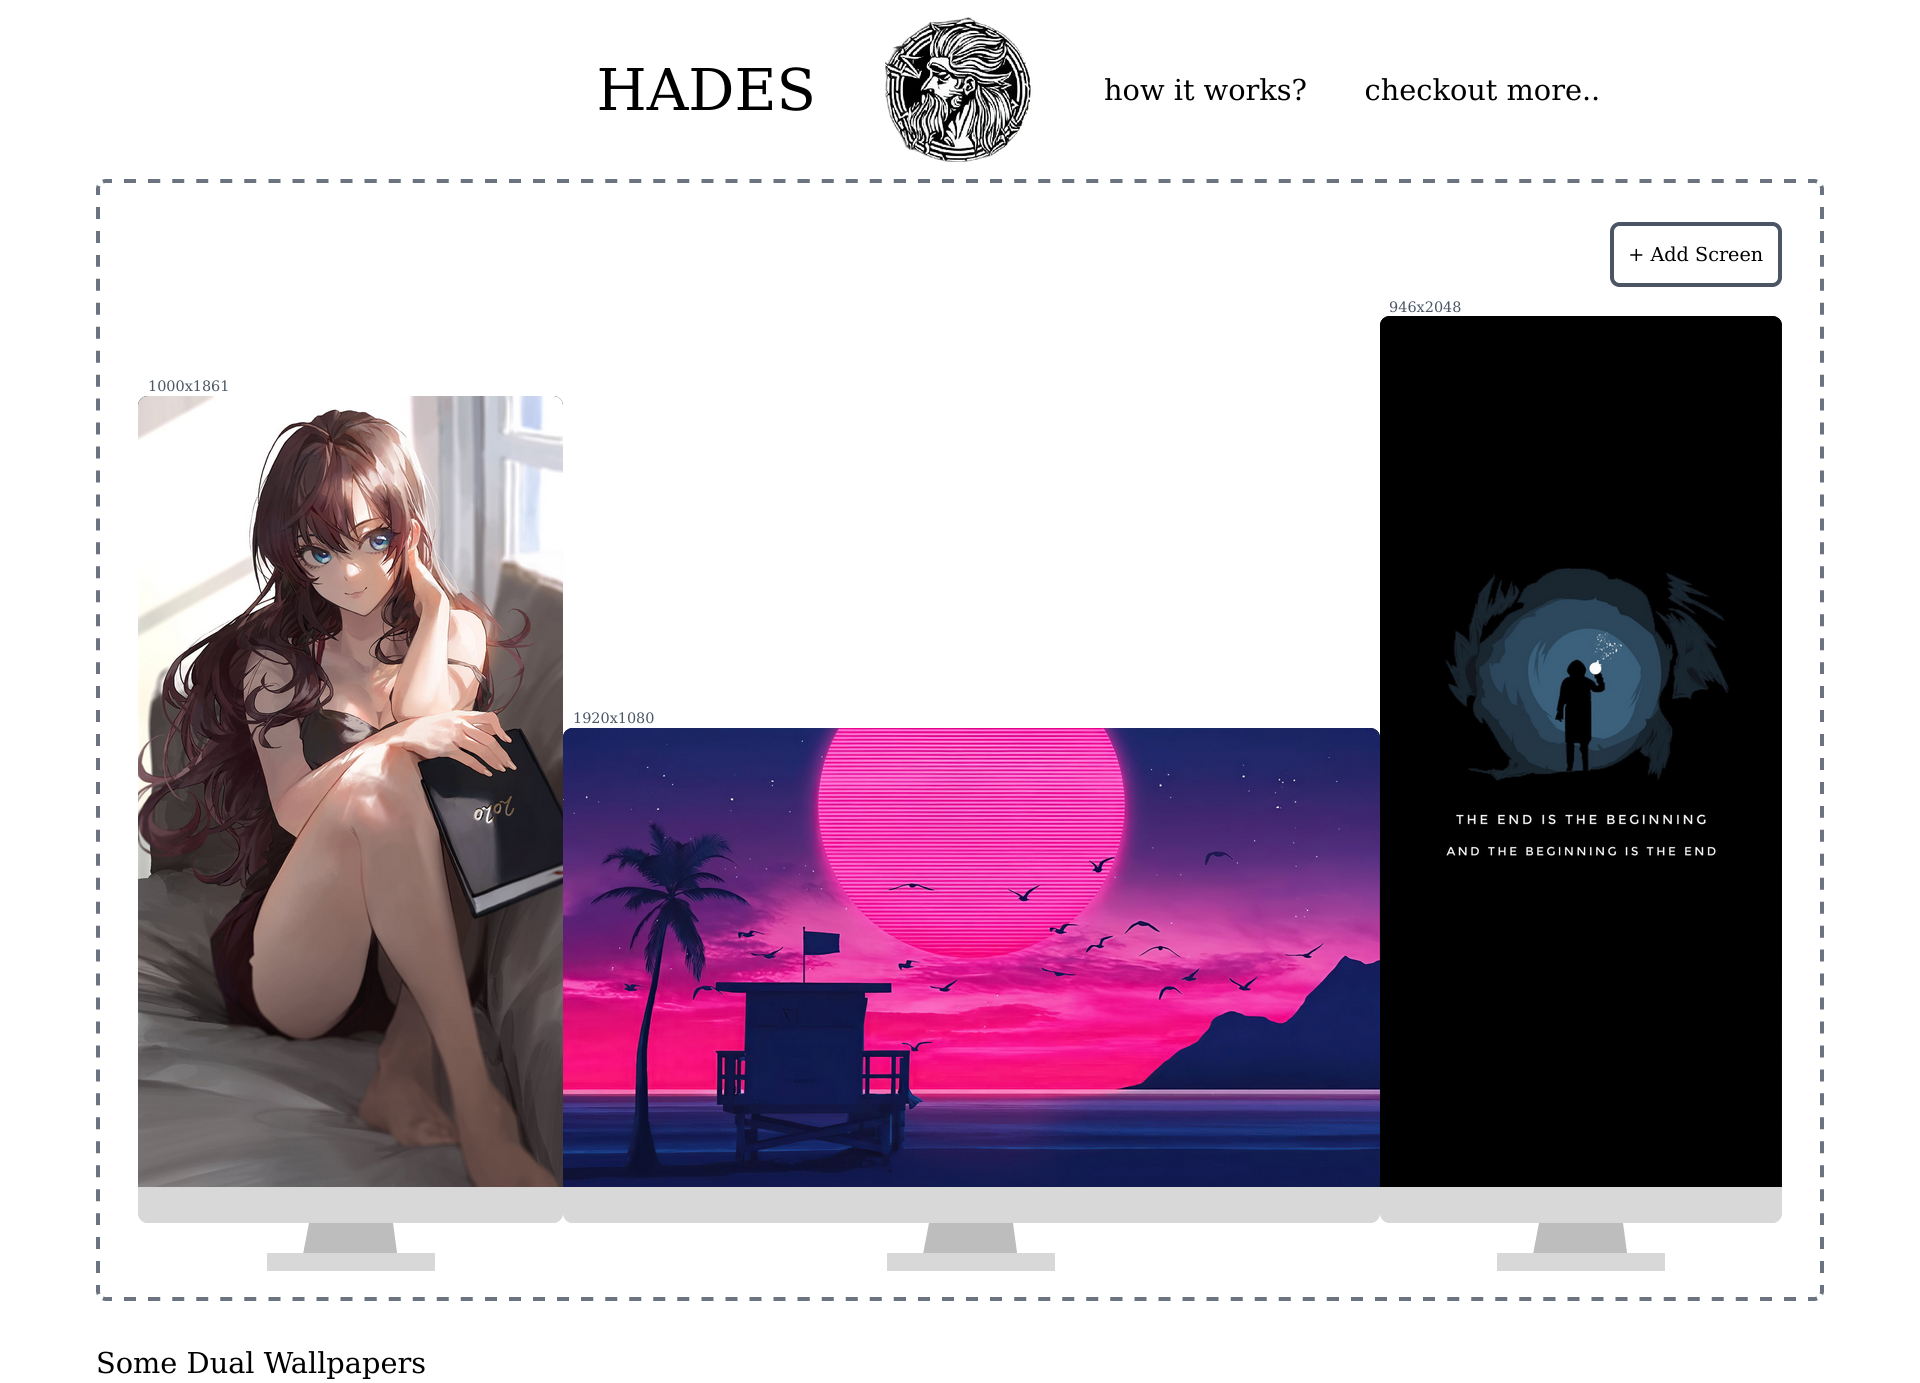 HADES
how it works?
checkout more..
+ Add Screen
946x2048
1000x1861
1920x1080
THE END IS THE BEGINNING
AND THE BEGINNING IS THE END
Some Dual Wallpapers